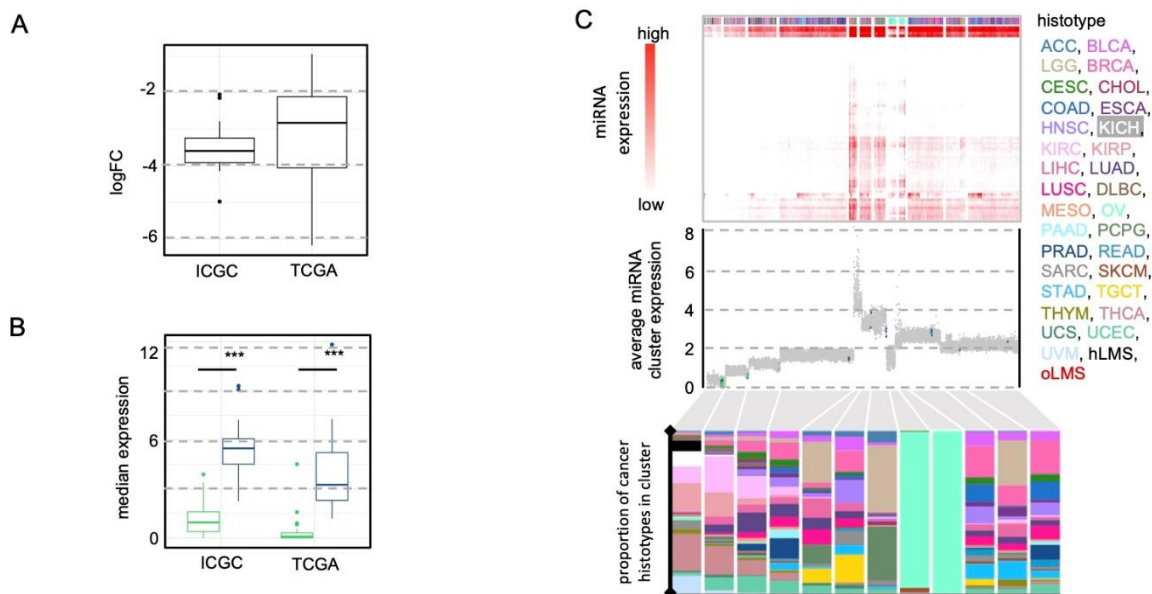 A
-2
-4
-6
logFC
ICGC
TCGA
B
12
6
0
median expression
***
***
ICGC
TCGA
C
high
low
miRNA
expression
8
6
4
2
0
average miRNA
cluster expression
proportion of cancer
histotypes in cluster
histotype
ACC, BLCA,
LGG, BRCA,
CESC, CHOL,
COAD, ESCA,
HNSC, KICH,
KIRC, KIRP,
LIHC, LUAD,
LUSC, DLBC,
MESO, OV,
PAAD, PCPG,
PRAD, READ,
SARC, SKCM,
STAD, TGCT,
THYM, THCA,
UCS, UCEC,
UVM, hLMS,
oLMS